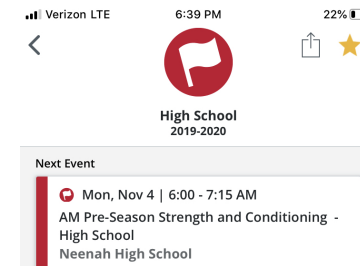 Verizon LTE 6:39 PM 22%
High School
2019-2020
Next Event
Mon, Nov 4 | 6:00 - 7:15 AM
AM Pre-Season Strength and Conditioning -
High School
Neenah High School